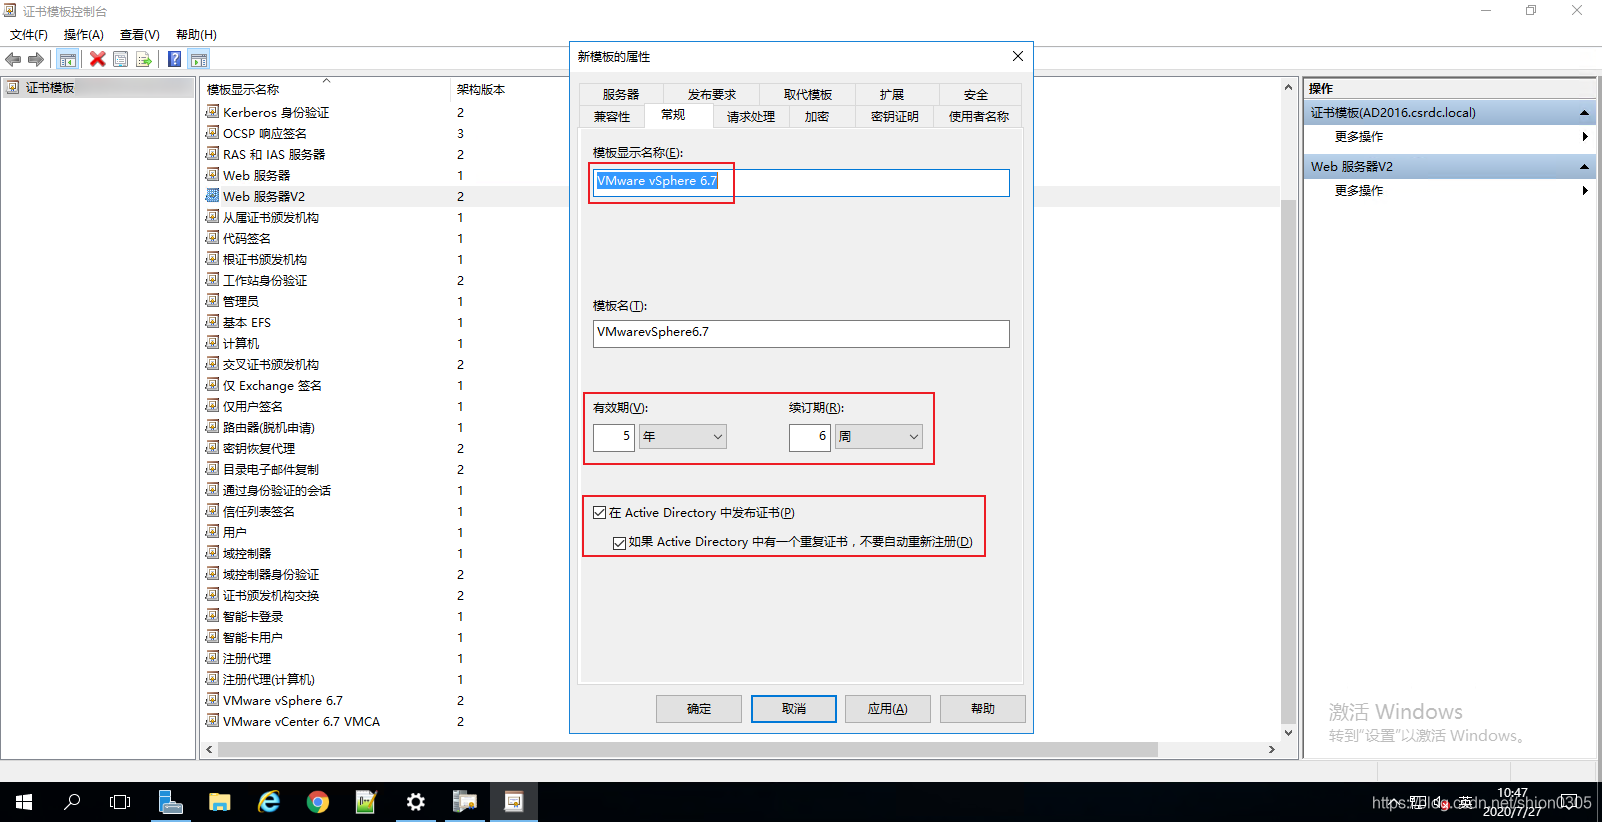 证书模板控制台
文件(F) 操作(A) 查看(V) 帮助(H)
证书模板
模板显示名称 架构版本
Kerberos 身份验证 2
OCSP 响应签名 3
RAS 和 IAS 服务器 2
Web 服务器 1
Web 服务器V2 2
从属证书颁发机构 1
代码签名 1
根证书颁发机构 1
工作站身份验证 2
管理员 1
基本 EFS 1
计算机 1
交叉证书颁发机构 2
仅 Exchange 签名 1
仅用户签名 1
路由器(脱机申请) 1
密钥恢复代理 2
目录电子邮件复制 2
通过身份验证的会话 1
信任列表签名 1
用户 1
域控制器 1
域控制器身份验证 2
证书颁发机构交换 2
智能卡登录 1
智能卡用户 1
注册代理 1
注册代理(计算机) 1
VMware vSphere 6.7 2
VMware vCenter 6.7 VMCA 2
新模板的属性
服务器 发布要求 取代模板 扩展 安全
兼容性 常规 请求处理 加密 密钥证明 使用者名称
模板显示名称(E):
VMware vSphere 6.7
模板名(T):
VMwarevSphere6.7
有效期(V): 续订期(R):
5 年 6 周
在 Active Directory 中发布证书(P)
如果 Active Directory 中有一个重复证书，不要自动重新注册(D)
确定 取消 应用(A) 帮助
操作
证书模板(AD2016.csrdc.local)
更多操作
Web 服务器V2
更多操作
激活 Windows
转到"设置"以激活 Windows。
英 10:47
2020/7/27
https://blog.csdn.net/shion0305